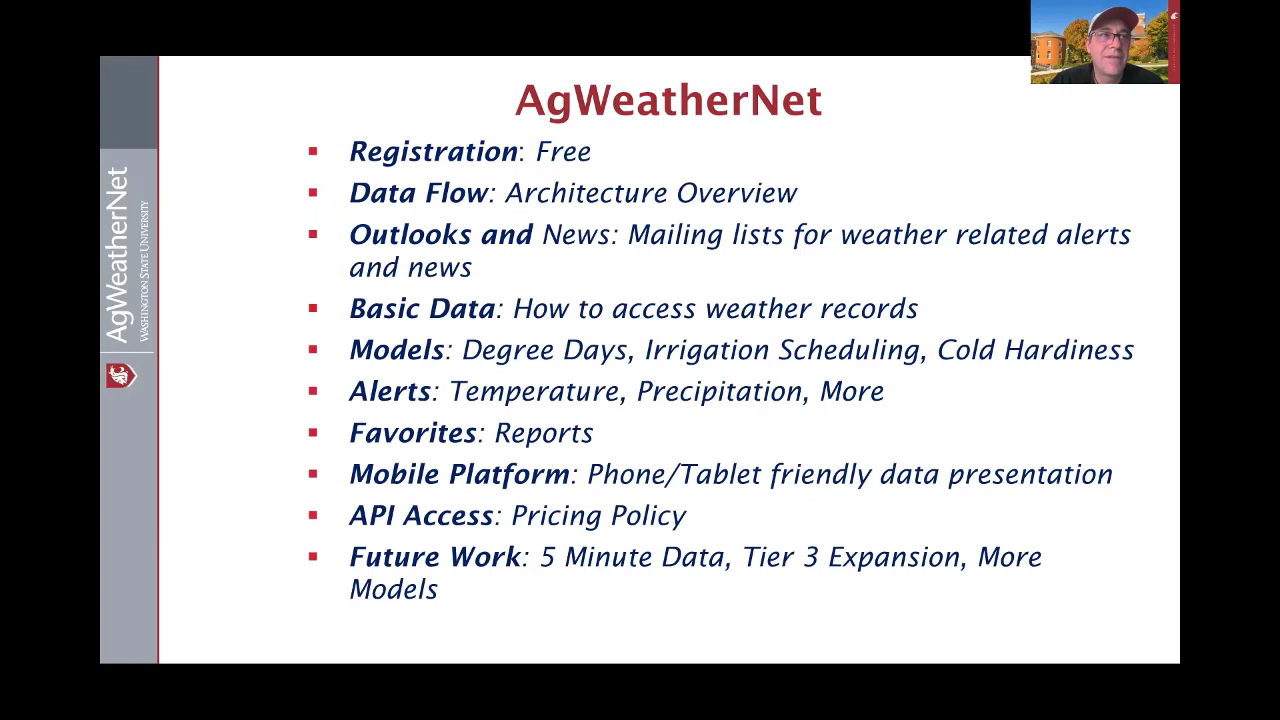 AgWeatherNet
Registration: Free
Data Flow: Architecture Overview
Outlooks and News: Mailing lists for weather related alerts
and news
Basic Data: How to access weather records
Models: Degree Days, Irrigation Scheduling, Cold Hardiness
Alerts: Temperature, Precipitation, More
Favorites: Reports
Mobile Platform: Phone/Tablet friendly data presentation
API Access: Pricing Policy
Future Work: 5 Minute Data, Tier 3 Expansion, More
Models
AgWeatherNet
WASHINGTON STATE UNIVERSITY